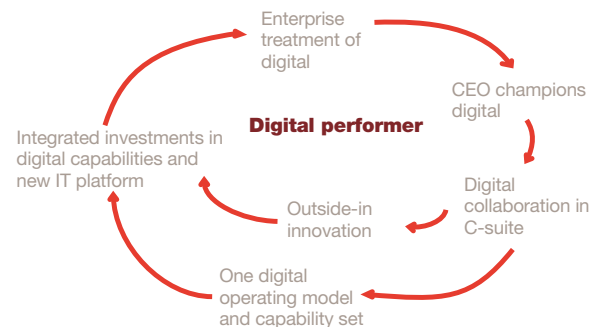 Enterprise
treatment of
digital
CEO champions
digital
Digital performer
Integrated investments in
digital capabilities and
new IT platform
Digital
collaboration in
C-suite
Outside-in
innovation
One digital
operating model
and capability set